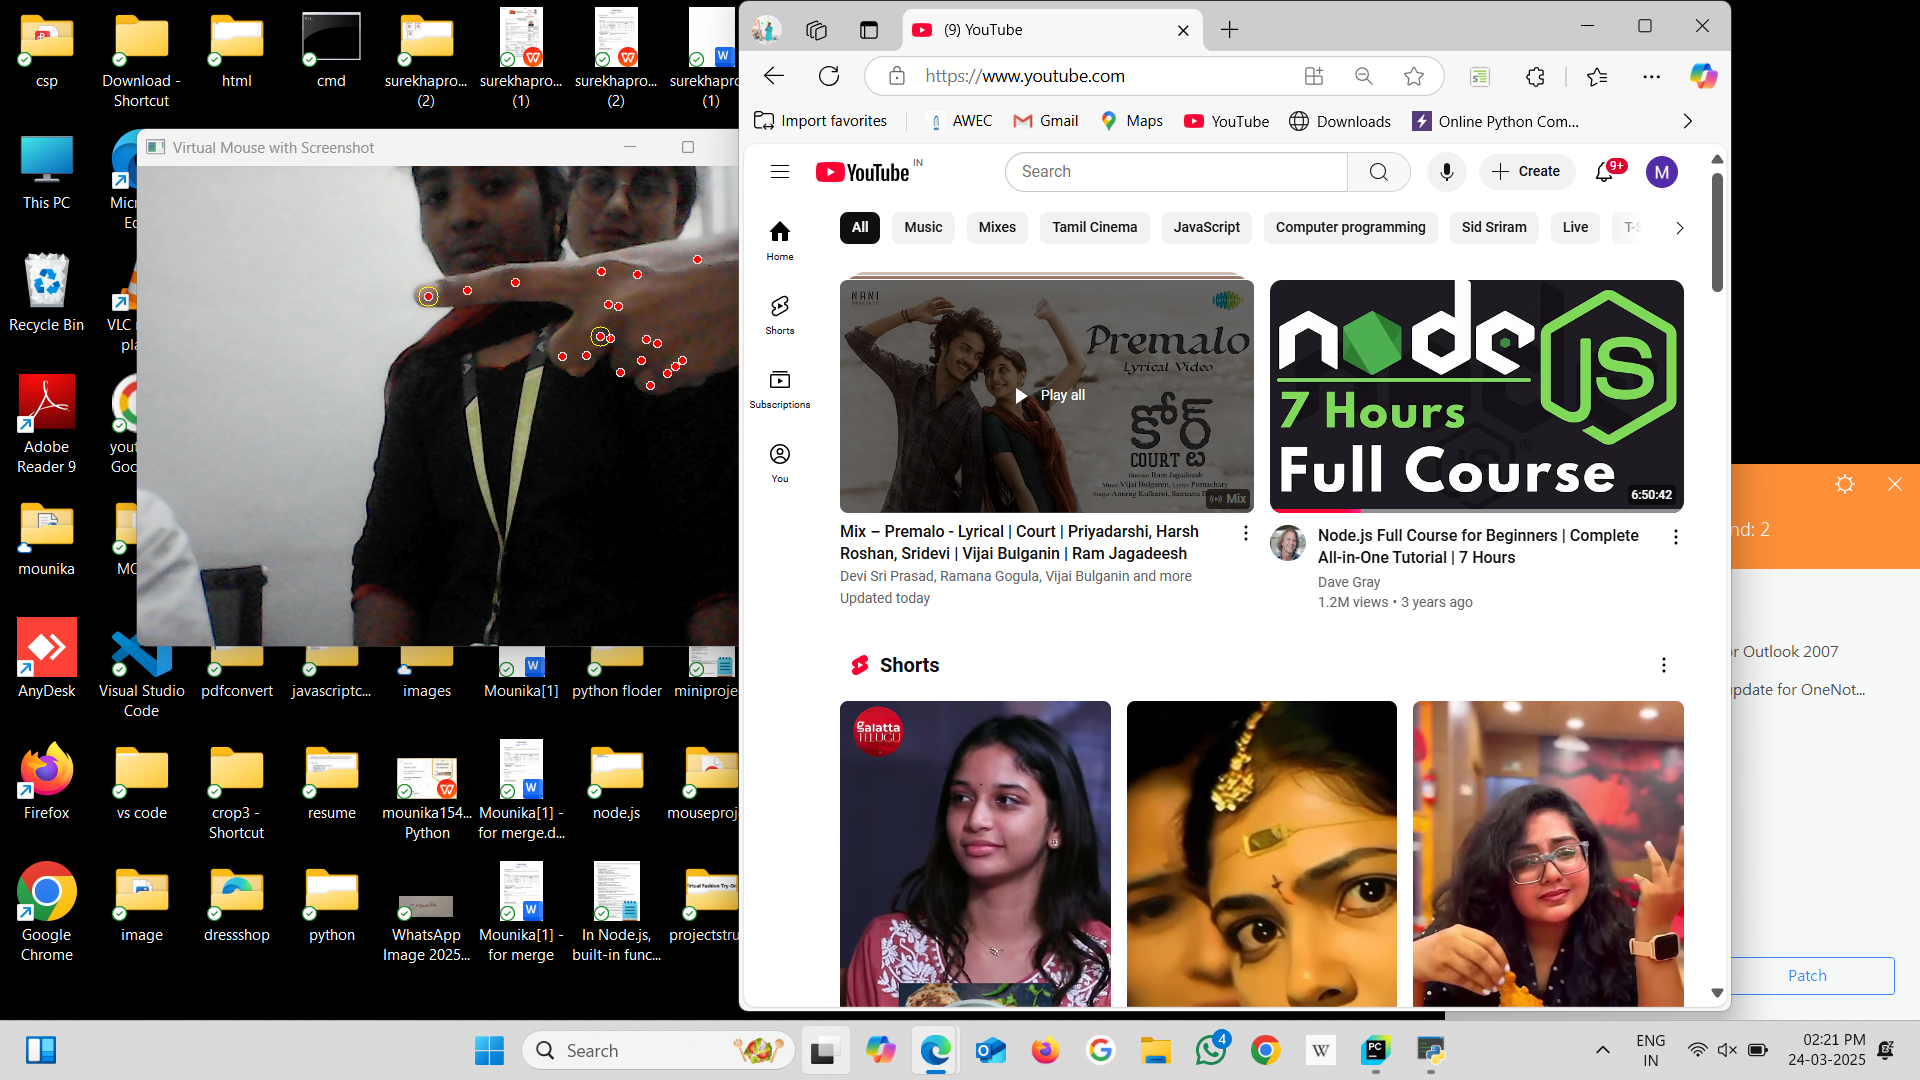 csp
Download - Shortcut
html
cmd
surekhapro... (2)
surekhapro... (1)
surekhapro... (2)
surekhapro (1)
This PC
Recycle Bin
Adobe Reader 9
mounika
AnyDesk
Visual Studio Code
pdfconvert
javascriptc...
images
Mounika[1]
python floder
miniproje
Firefox
vs code
crop3 - Shortcut
resume
mounika154... Python
Mounika[1] - for merge.d...
node.js
mouseproj
Google Chrome
image
dressshop
python
WhatsApp Image 2025...
Mounika[1] - for merge
In Node.js, built-in func...
projectstru
Virtual Mouse with Screenshot
(9) YouTube
https://www.youtube.com
Import favorites
AWEC
Gmail
Maps
YouTube
Downloads
Online Python Com...
YouTube IN
Search
Create
9+
M
Home
Shorts
Subscriptions
You
All
Music
Mixes
Tamil Cinema
JavaScript
Computer programming
Sid Sriram
Live
NANI
Premalo
Lyrical Video
Play all
కోర్ట్
COURT
Mix
Mix – Premalo - Lyrical | Court | Priyadarshi, Harsh
Roshan, Sridevi | Vijai Bulganin | Ram Jagadeesh
Devi Sri Prasad, Ramana Gogula, Vijai Bulganin and more
Updated today
node JS
7 Hours
Full Course
6:50:42
Node.js Full Course for Beginners | Complete
All-in-One Tutorial | 7 Hours
Dave Gray
1.2M views • 3 years ago
Shorts
galatta
TELUGU
nd: 2
r Outlook 2007
update for OneNot...
Patch
Search
4
ENG
IN
02:21 PM
24-03-2025